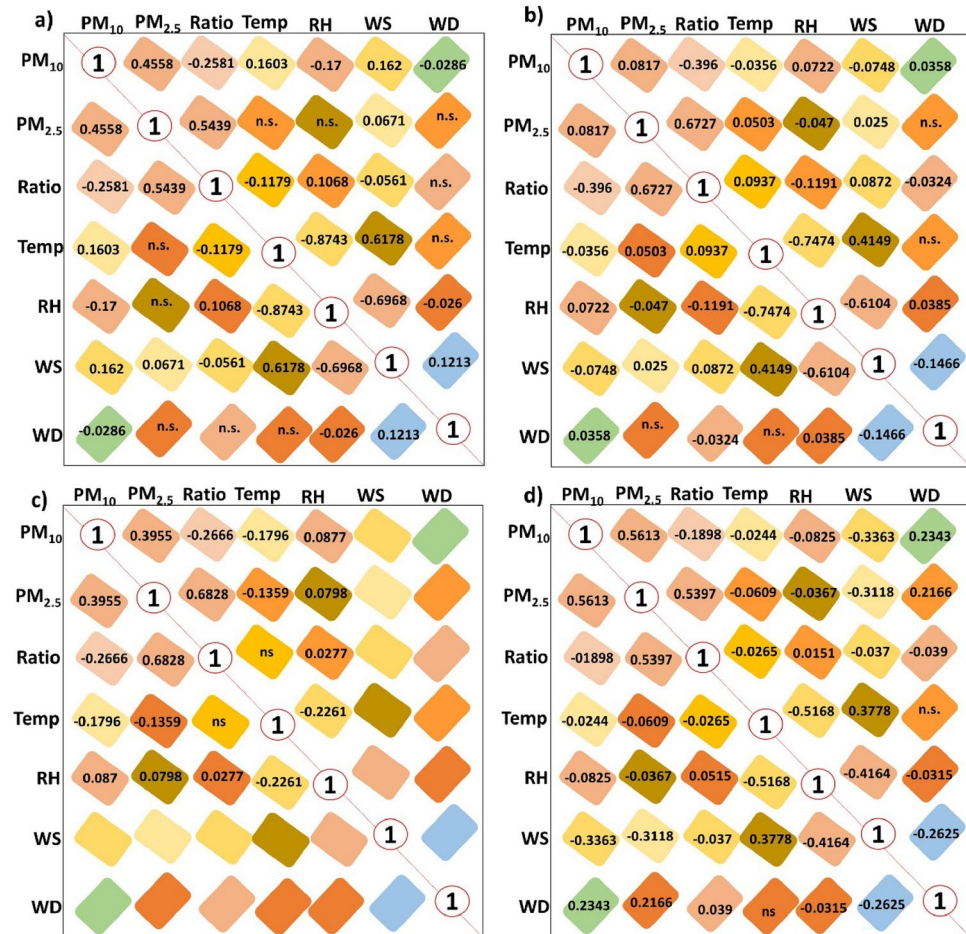 a) PM10 PM2.5 Ratio Temp RH WS WD
PM10 1 0.4558 -0.2581 0.1603 -0.17 0.162 -0.0286
PM2.5 0.4558 1 0.5439 n.s. n.s. 0.0671 n.s.
Ratio -0.2581 0.5439 1 -0.1179 0.1068 -0.0561 n.s.
Temp 0.1603 n.s. -0.1179 1 -0.8743 0.6178 n.s.
RH -0.17 n.s. 0.1068 -0.8743 1 -0.6968 -0.026
WS 0.162 0.0671 -0.0561 0.6178 -0.6968 1 0.1213
WD -0.0286 n.s. n.s. n.s. -0.026 0.1213 1
b) PM10 PM2.5 Ratio Temp RH WS WD
PM10 1 0.0817 -0.396 -0.0356 0.0722 -0.0748 0.0358
PM2.5 0.0817 1 0.6727 0.0503 -0.047 0.025 n.s.
Ratio -0.396 0.6727 1 0.0937 -0.1191 0.0872 -0.0324
Temp -0.0356 0.0503 0.0937 1 -0.7474 0.4149 n.s.
RH 0.0722 -0.047 -0.1191 -0.7474 1 -0.6104 0.0385
WS -0.0748 0.025 0.0872 0.4149 -0.6104 1 -0.1466
WD 0.0358 n.s. -0.0324 n.s. 0.0385 -0.1466 1
c) PM10 PM2.5 Ratio Temp RH WS WD
PM10 1 0.3955 -0.2666 -0.1796 0.0877
PM2.5 0.3955 1 0.6828 -0.1359 0.0798
Ratio -0.2666 0.6828 1 ns 0.0277
Temp -0.1796 -0.1359 ns 1 -0.2261
RH 0.087 0.0798 0.0277 -0.2261 1
WS 1
WD 1
d) PM10 PM2.5 Ratio Temp RH WS WD
PM10 1 0.5613 -0.1898 -0.0244 -0.0825 -0.3363 0.2343
PM2.5 0.5613 1 0.5397 -0.0609 -0.0367 -0.3118 0.2166
Ratio -01898 0.5397 1 -0.0265 0.0151 -0.037 -0.039
Temp -0.0244 -0.0609 -0.0265 1 -0.5168 0.3778 n.s.
RH -0.0825 -0.0367 0.0515 -0.5168 1 -0.4164 -0.0315
WS -0.3363 -0.3118 -0.037 0.3778 -0.4164 1 -0.2625
WD 0.2343 0.2166 0.039 ns -0.0315 -0.2625 1